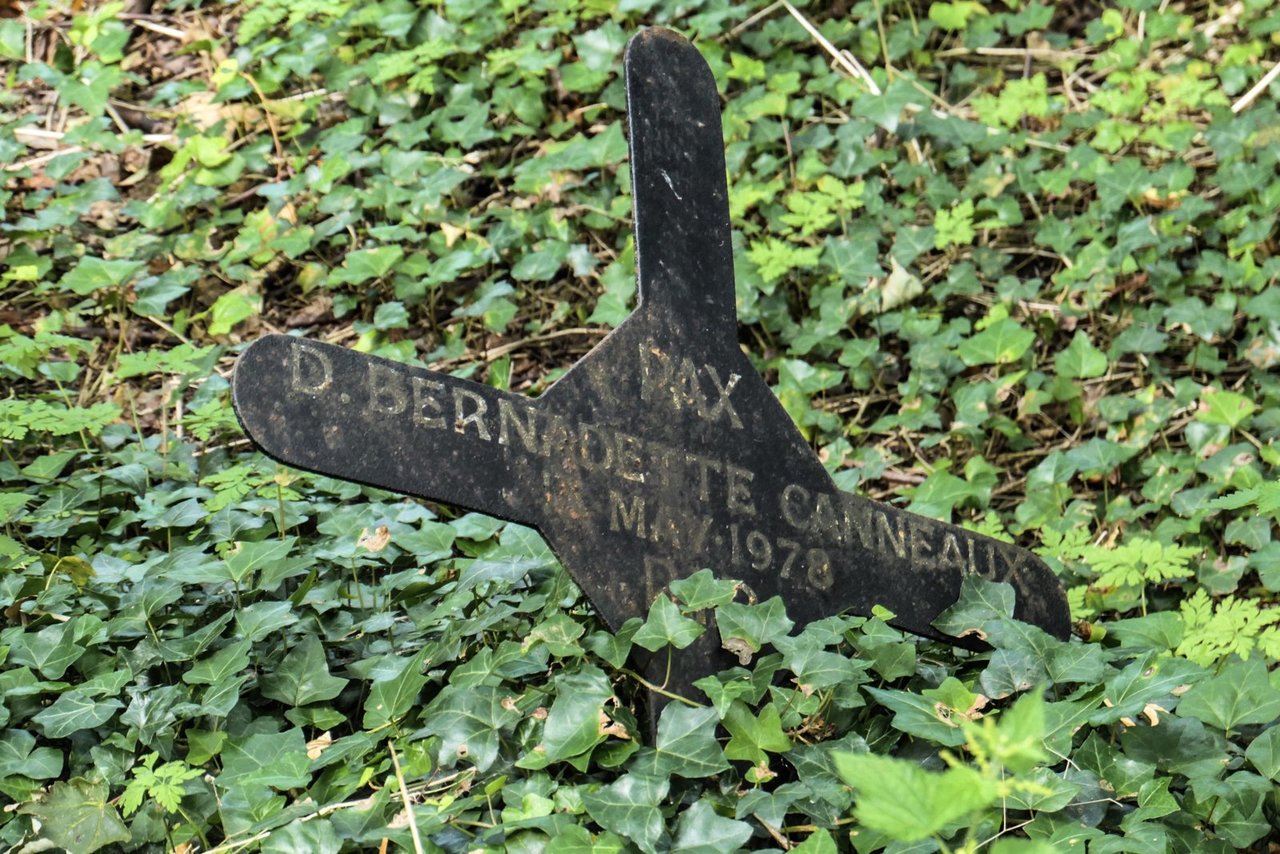 PAX
D. BERNADETTE CANNEAUX
MAY. 1978